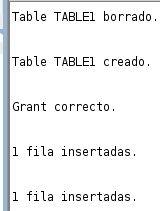 Table TABLE1 borrado.
Table TABLE1 creado.
Grant correcto.
1 fila insertadas.
1 fila insertadas.